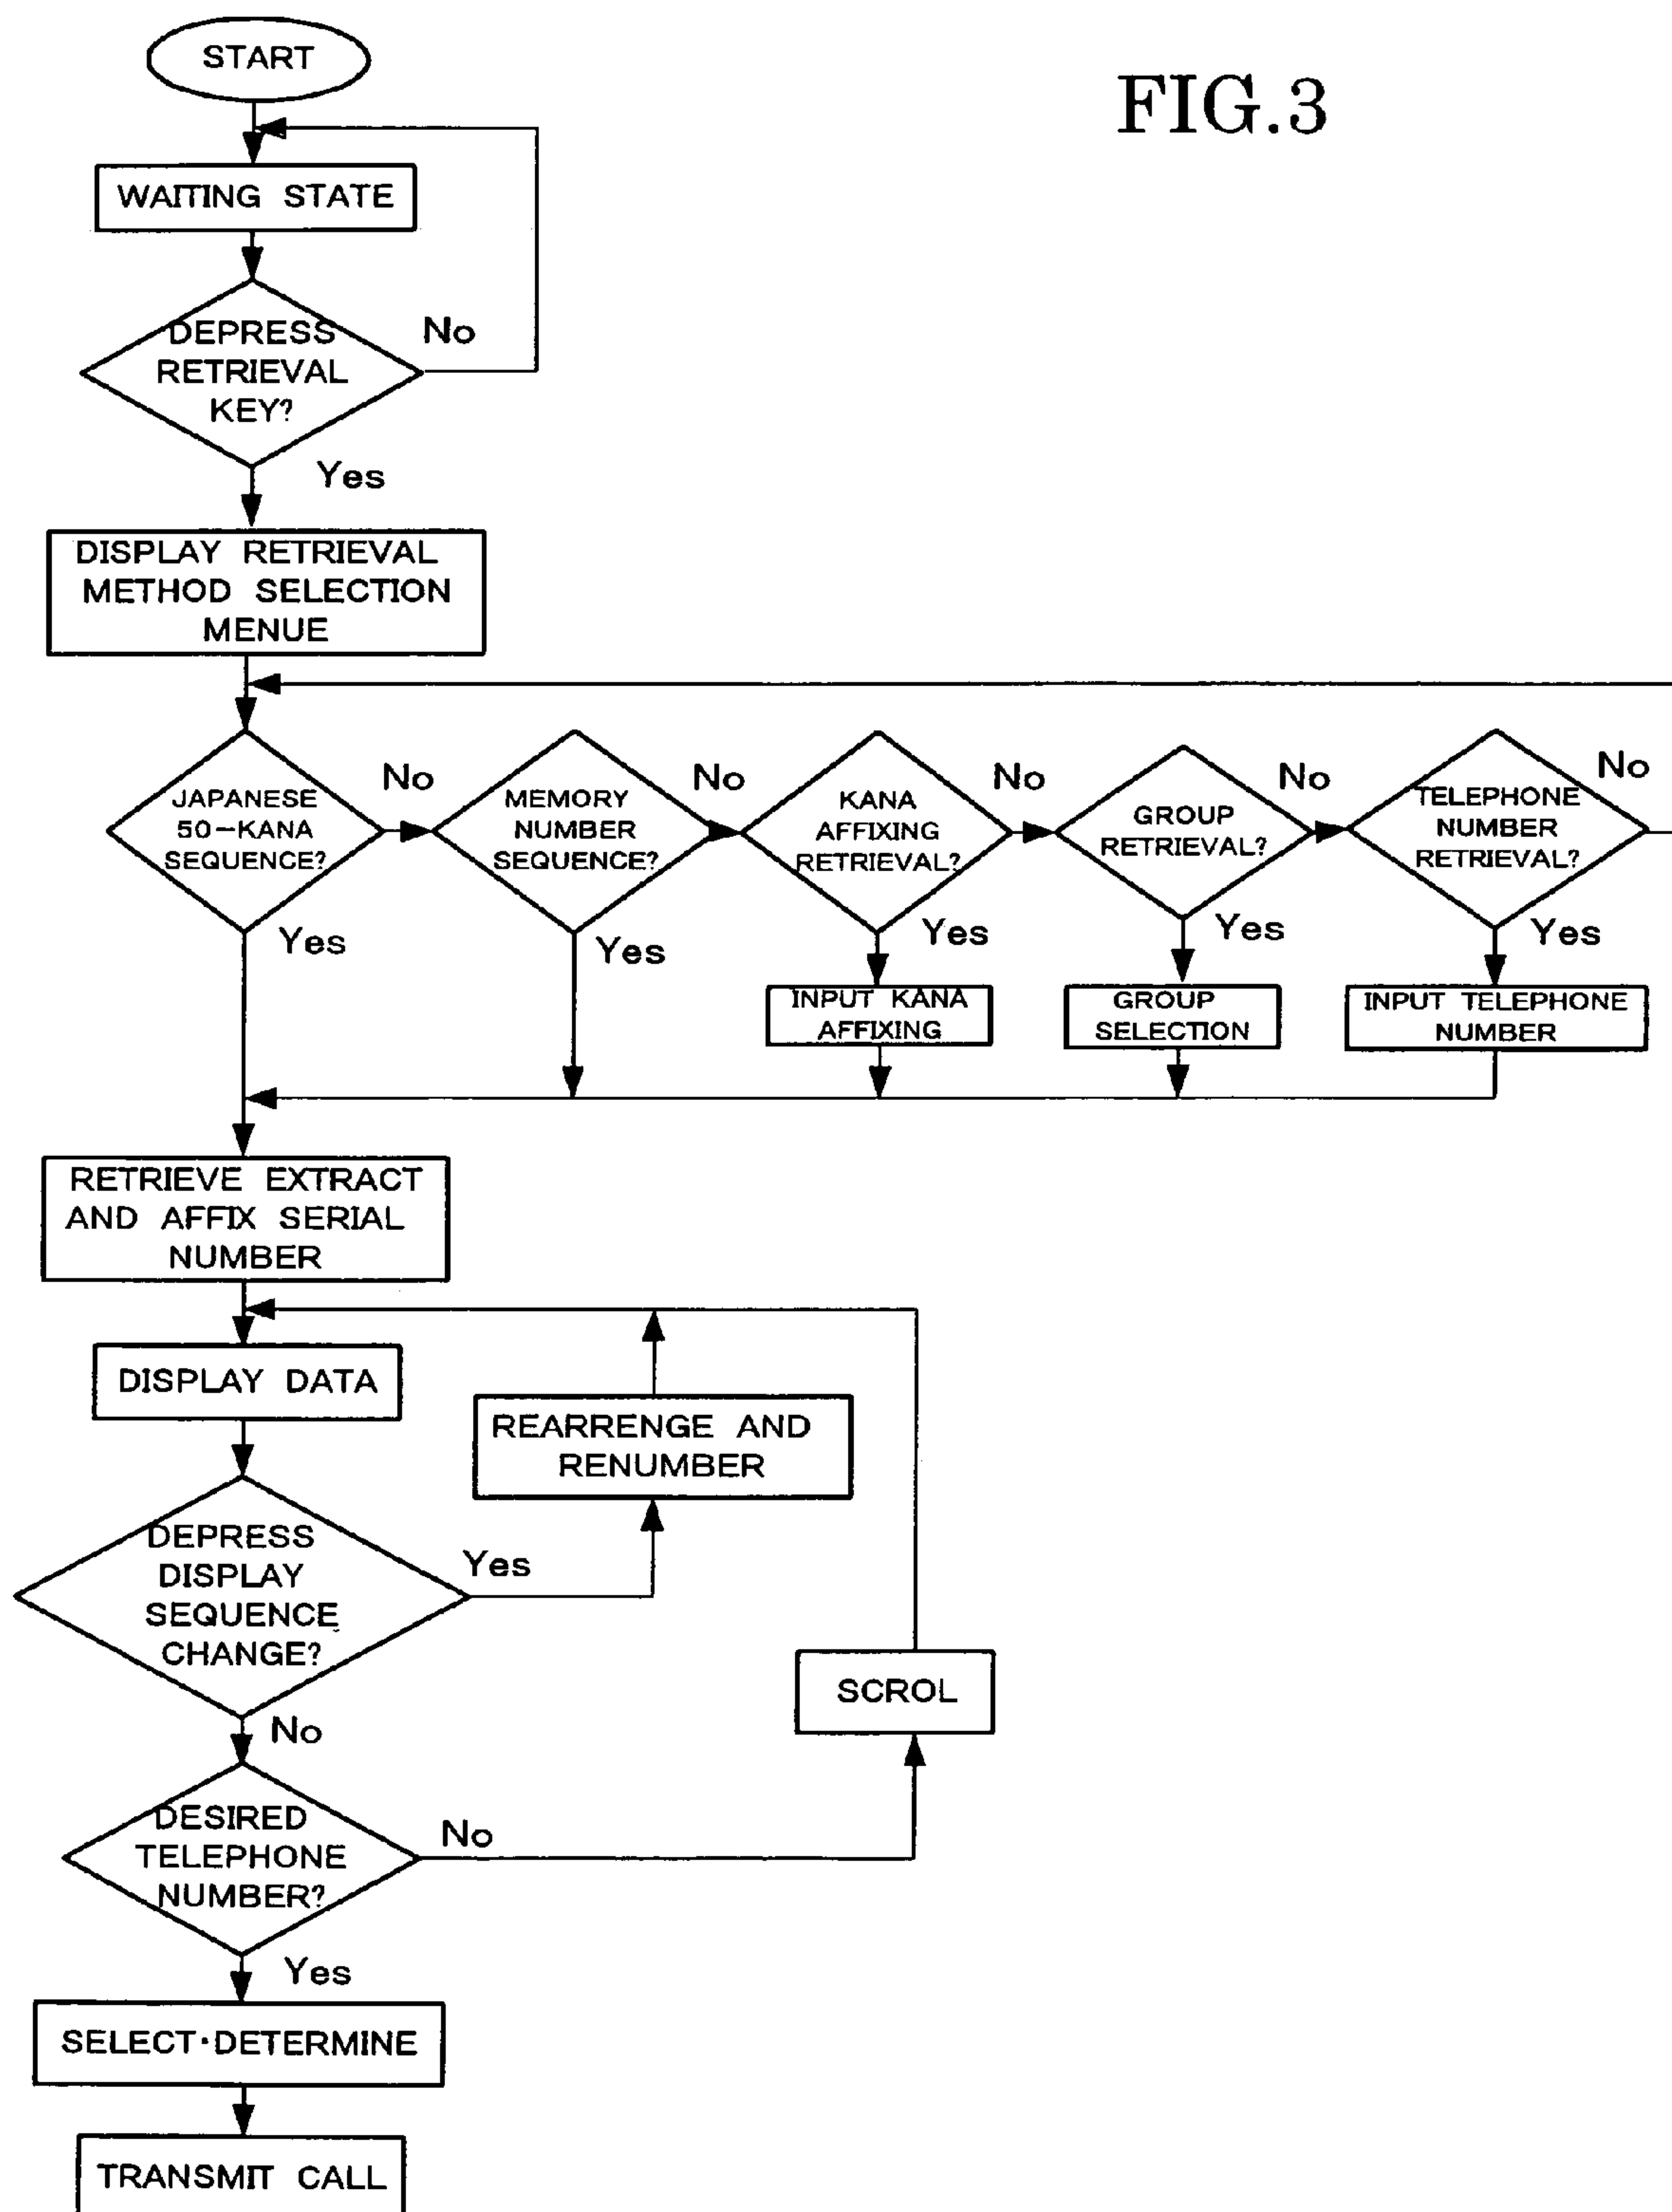 FIG.3
START
WAITING STATE
DEPRESS
RETRIEVAL
KEY?
No
Yes
DISPLAY RETRIEVAL
METHOD SELECTION
MENUE
JAPANESE
50-KANA
SEQUENCE?
No
Yes
MEMORY
NUMBER
SEQUENCE?
No
Yes
KANA
AFFIXING
RETRIEVAL?
No
Yes
GROUP
RETRIEVAL?
No
Yes
TELEPHONE
NUMBER
RETRIEVAL?
No
Yes
INPUT KANA
AFFIXING
GROUP
SELECTION
INPUT TELEPHONE
NUMBER
RETRIEVE EXTRACT
AND AFFIX SERIAL
NUMBER
DISPLAY DATA
REARRENGE AND
RENUMBER
DEPRESS
DISPLAY
SEQUENCE
CHANGE?
Yes
No
SCROL
DESIRED
TELEPHONE
NUMBER?
No
Yes
SELECT·DETERMINE
TRANSMIT CALL